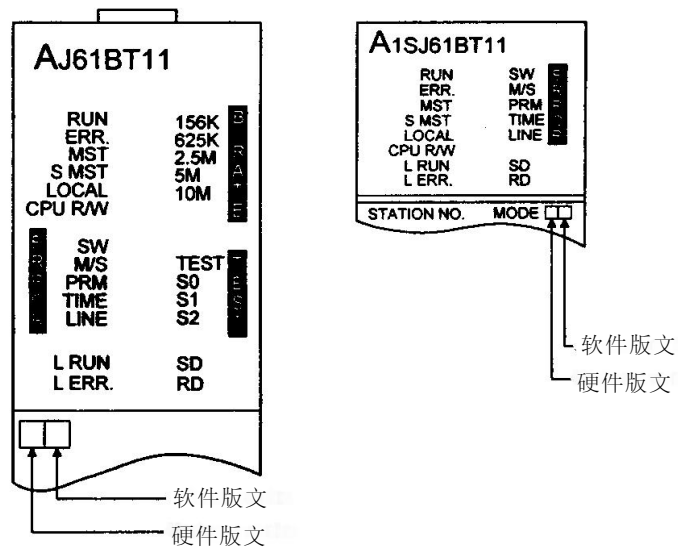 AJ61BT11
RUN 156K
ERR. 625K
MST 2.5M
S MST 5M
LOCAL 10M
CPU R/W
SW
M/S TEST
PRM S0
TIME S1
LINE S2
L RUN SD
L ERR. RD
软件版文
硬件版文
A1SJ61BT11
RUN SW
ERR. M/S
MST PRM
S MST TIME
LOCAL LINE
CPU R/W
L RUN SD
L ERR. RD
STATION NO. MODE
软件版文
硬件版文